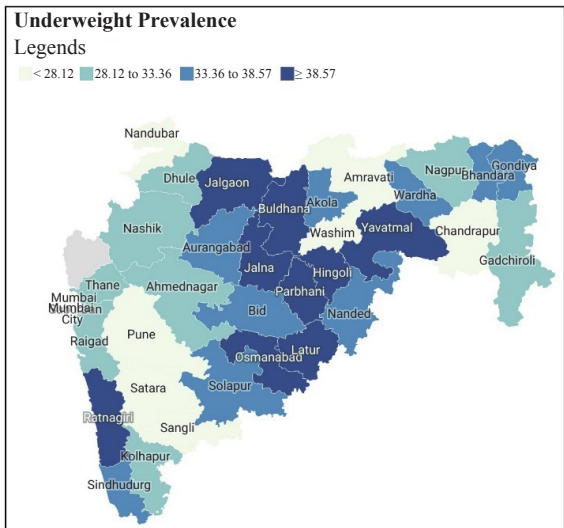 Underweight Prevalence
Legends
< 28.12 28.12 to 33.36 33.36 to 38.57 ≥ 38.57
Nandubar
Dhule
Jalgaon
Buldhana
Akola
Amravati
Wardha
Nagpur
Bhandara
Gondiya
Nashik
Aurangabad
Washim
Yavatmal
Chandrapur
Gadchiroli
Jalna
Hingoli
Parbhani
Thane
Ahmednagar
Mumbai
Mumbai
City
Bid
Nanded
Raigad
Pune
Osmanabad
Latur
Satara
Solapur
Ratnagiri
Sangli
Kolhapur
Sindhudurg